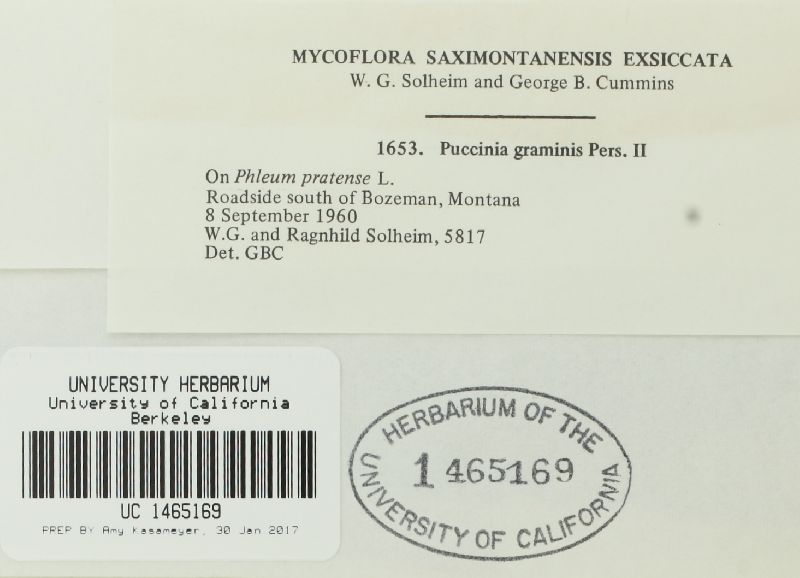 MYCOFLORA SAXIMONTANENSIS EXSICCATA
W. G. Solheim and George B. Cummins
1653. Puccinia graminis Pers. II
On Phleum pratense L.
Roadside south of Bozeman, Montana
8 September 1960
W.G. and Ragnhild Solheim, 5817
Det. GBC
UNIVERSITY HERBARIUM
University of California
Berkeley
UC 1465169
PREP BY Amy Kasameyer, 30 Jan 2017
HERBARIUM OF THE
1465169
UNIVERSITY OF CALIFORNIA